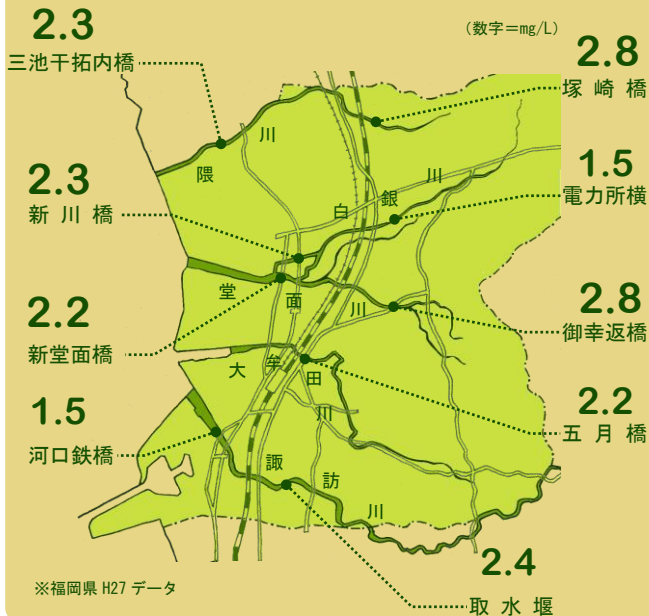 2.3
三池干拓内橋
(数字=mg/L)
2.8
塚崎橋
2.3
新川橋
1.5
電力所横
隈川
白銀川
2.2
新堂面橋
堂面川
2.8
御幸返橋
1.5
河口鉄橋
大牟田川
2.2
五月橋
諏訪川
2.4
取水堰
※福岡県 H27 データ